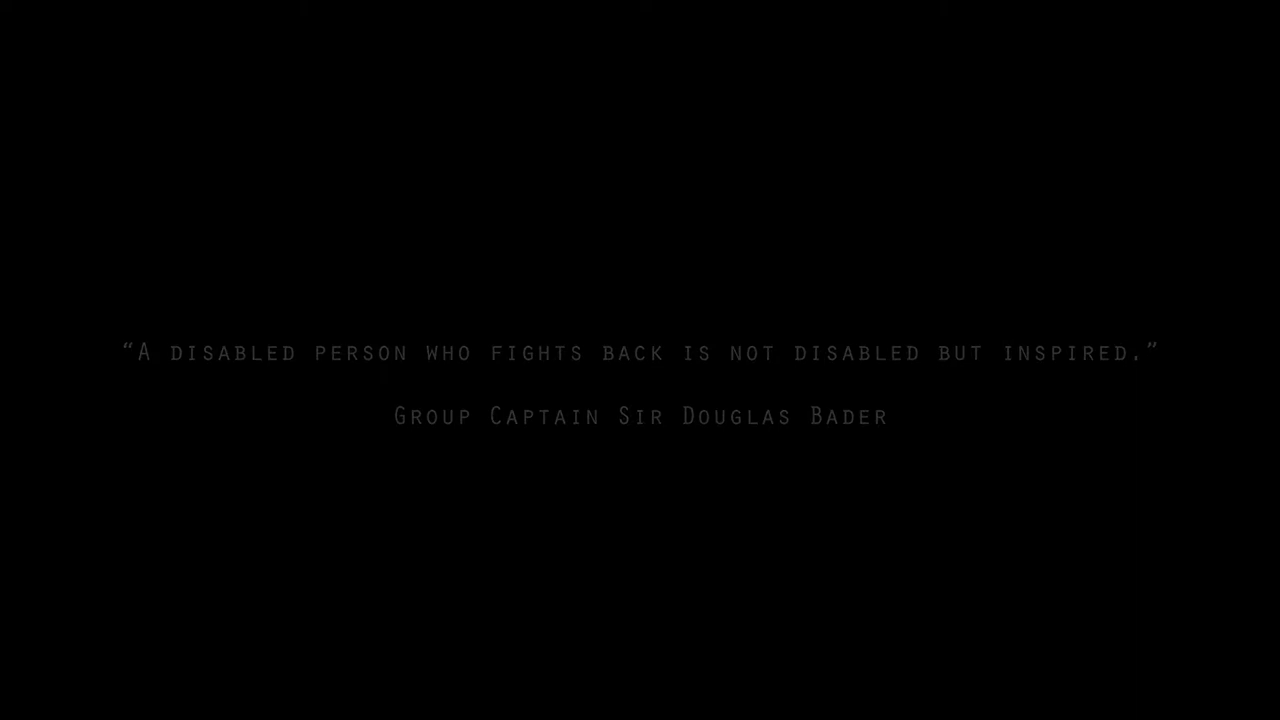 “A DISABLED PERSON WHO FIGHTS BACK IS NOT DISABLED BUT INSPIRED.”
GROUP CAPTAIN SIR DOUGLAS BADER